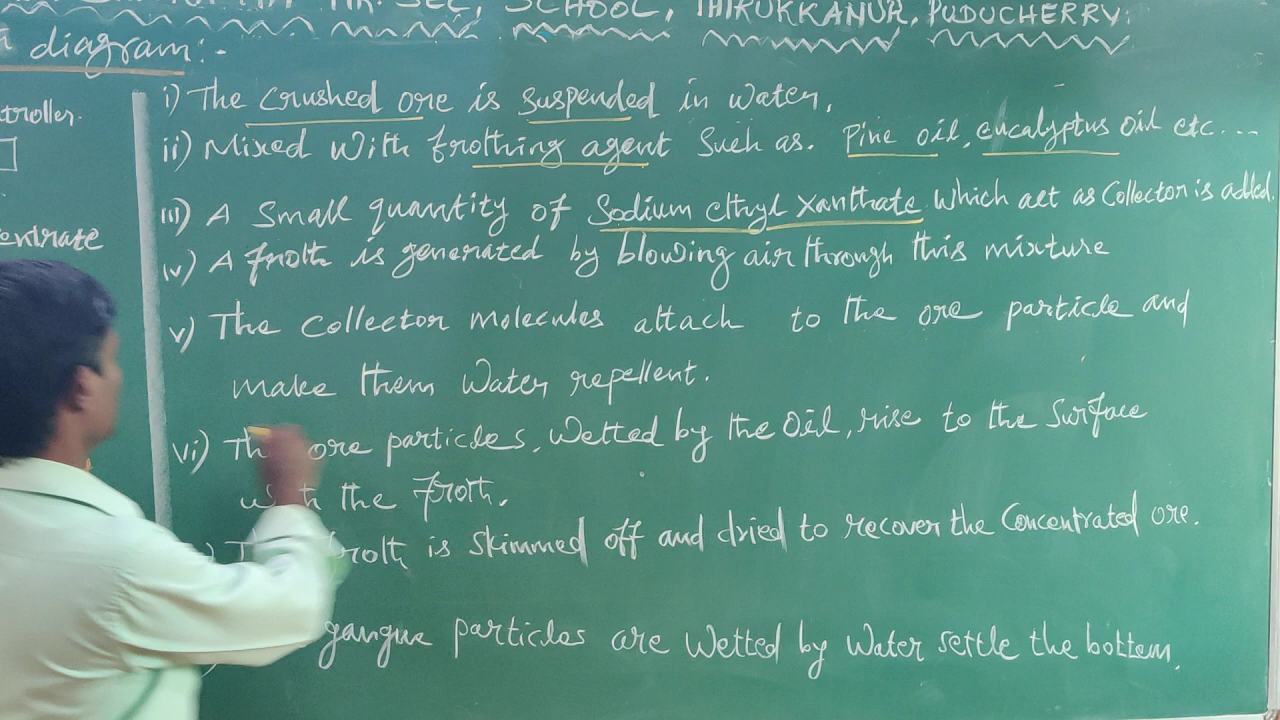 HR. SEC, SCHOOL, THIRUKKANUR, PUDUCHERRY.
diagram:-
troller.
entrate
i) The crushed ore is suspended in water.
ii) Mixed with frothing agent such as. Pine oil, eucalyptus oil etc....
iii) A small quantity of Sodium ethyl xanthate which act as Collector is added.
iv) A froth is generated by blowing air through this mixture
v) The collector molecules attach to the ore particle and
make them water repellent.
vi) ore particles, wetted by the oil, rise to the surface
the froth.
is skimmed off and dried to recover the concentrated ore.
gangue particles are wetted by water settle the bottom.